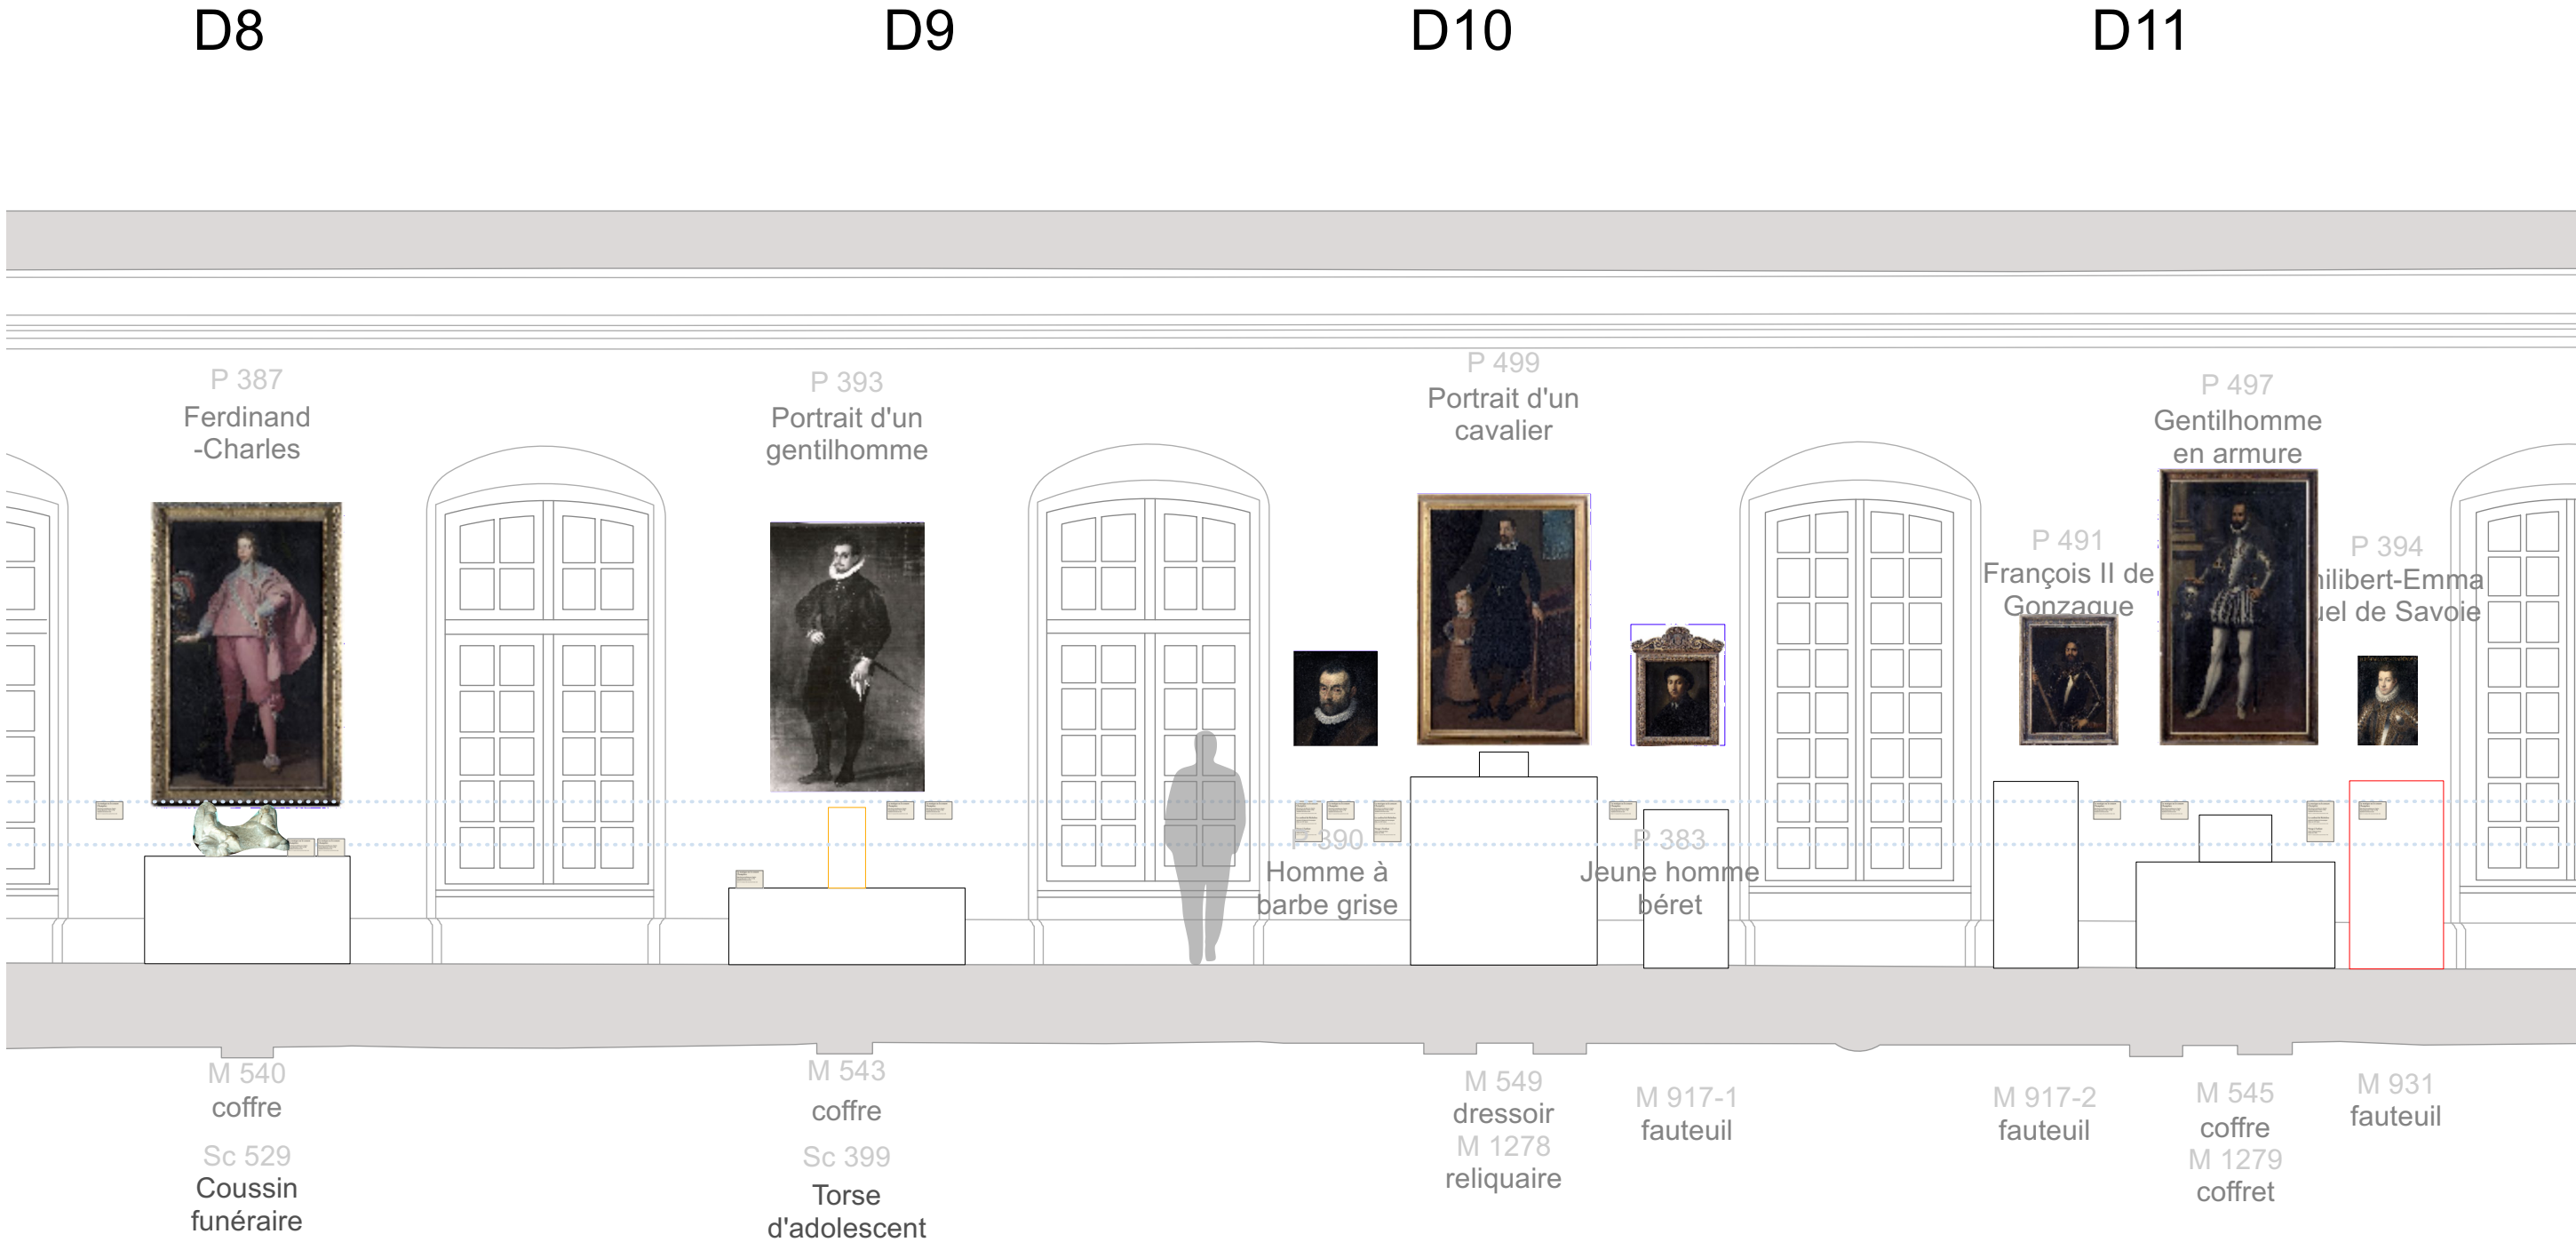 D8
D9
D10
D11
P 387
Ferdinand
-Charles
P 393
Portrait d'un
gentilhomme
P 499
Portrait d'un
cavalier
P 497
Gentilhomme
en armure
P 491
François II de
Gonzague
P 394
hilibert-Emma
uel de Savoie
P 390
Homme à
barbe grise
P 383
Jeune homme
béret
M 540
coffre
Sc 529
Coussin
funéraire
M 543
coffre
Sc 399
Torse
d'adolescent
M 549
dressoir
M 1278
reliquaire
M 917-1
fauteuil
M 917-2
fauteuil
M 545
coffre
M 1279
coffret
M 931
fauteuil